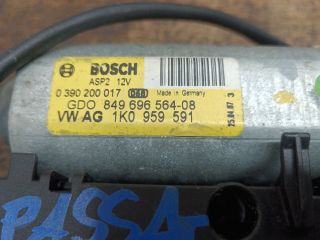 BOSCH
ASP2 12V
0 390 200 017 Made in Germany
GDO 849 696 564-08
VW AG 1K0 959 591
25.04.07 3
PASSA